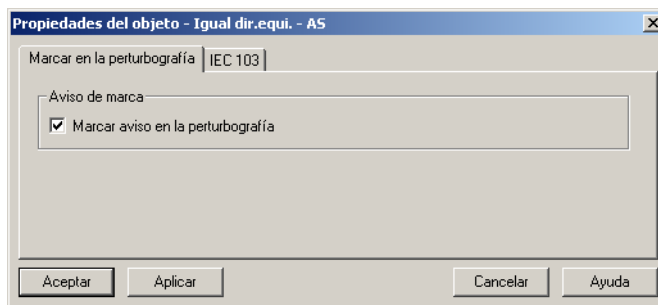 Propiedades del objeto - Igual dir.equi. - AS
Marcar en la perturbografía
IEC 103
Aviso de marca
Marcar aviso en la perturbografía
Aceptar
Aplicar
Cancelar
Ayuda